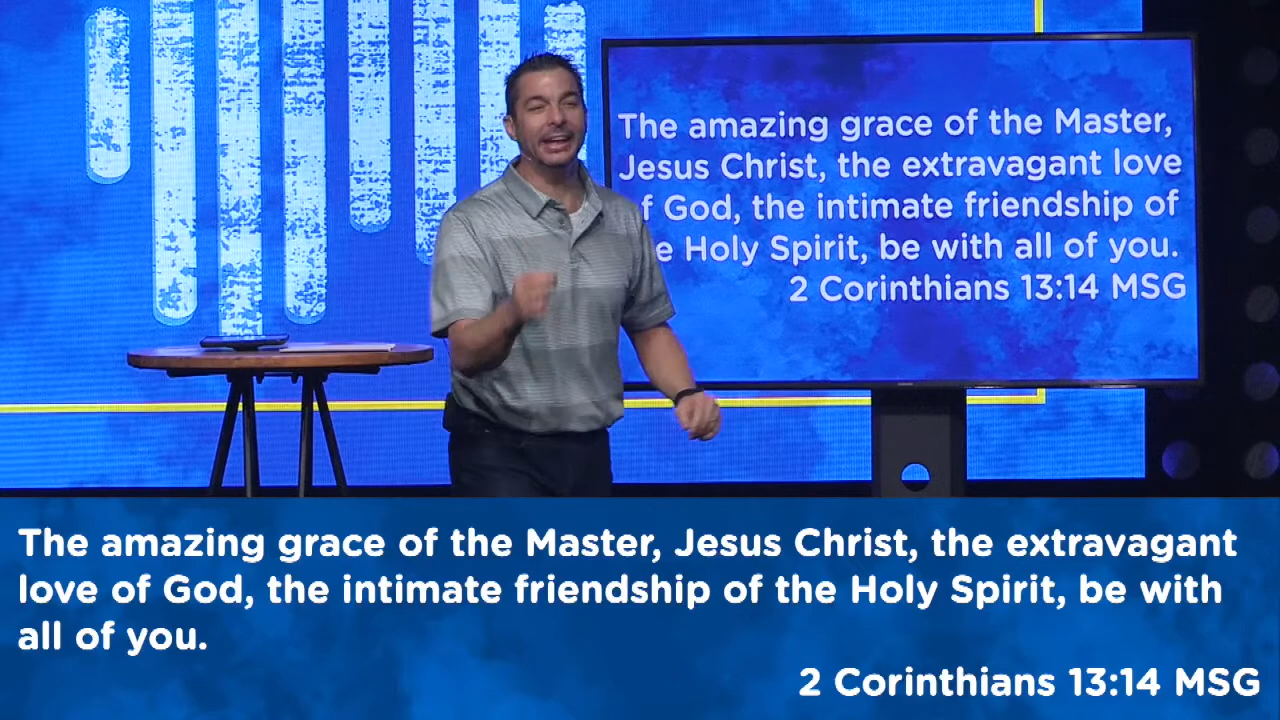 The amazing grace of the Master,
Jesus Christ, the extravagant love
f God, the intimate friendship of
e Holy Spirit, be with all of you.
2 Corinthians 13:14 MSG
The amazing grace of the Master, Jesus Christ, the extravagant
love of God, the intimate friendship of the Holy Spirit, be with
all of you.
2 Corinthians 13:14 MSG